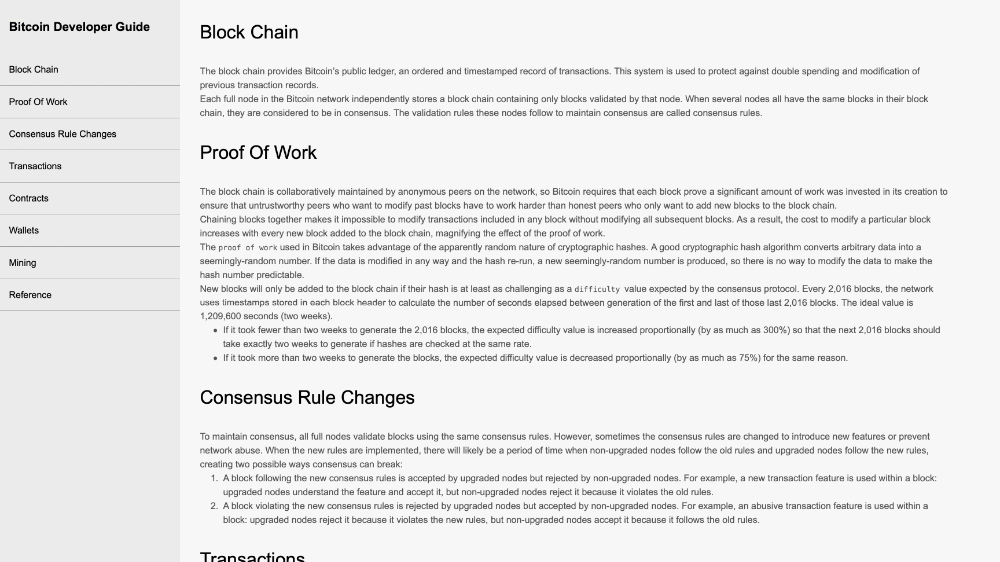 Bitcoin Developer Guide
Block Chain
Proof Of Work
Consensus Rule Changes
Transactions
Contracts
Wallets
Mining
Reference
Block Chain
The block chain provides Bitcoin's public ledger, an ordered and timestamped record of transactions. This system is used to protect against double spending and modification of
previous transaction records.
Each full node in the Bitcoin network independently stores a block chain containing only blocks validated by that node. When several nodes all have the same blocks in their block
chain, they are considered to be in consensus. The validation rules these nodes follow to maintain consensus are called consensus rules.
Proof Of Work
The block chain is collaboratively maintained by anonymous peers on the network, so Bitcoin requires that each block prove a significant amount of work was invested in its creation to
ensure that untrustworthy peers who want to modify past blocks have to work harder than honest peers who only want to add new blocks to the block chain.
Chaining blocks together makes it impossible to modify transactions included in any block without modifying all subsequent blocks. As a result, the cost to modify a particular block
increases with every new block added to the block chain, magnifying the effect of the proof of work.
The proof of work used in Bitcoin takes advantage of the apparently random nature of cryptographic hashes. A good cryptographic hash algorithm converts arbitrary data into a
seemingly-random number. If the data is modified in any way and the hash re-run, a new seemingly-random number is produced, so there is no way to modify the data to make the
hash number predictable.
New blocks will only be added to the block chain if their hash is at least as challenging as a difficulty value expected by the consensus protocol. Every 2,016 blocks, the network
uses timestamps stored in each block header to calculate the number of seconds elapsed between generation of the first and last of those last 2,016 blocks. The ideal value is
1,209,600 seconds (two weeks).
• If it took fewer than two weeks to generate the 2,016 blocks, the expected difficulty value is increased proportionally (by as much as 300%) so that the next 2,016 blocks should
take exactly two weeks to generate if hashes are checked at the same rate.
• If it took more than two weeks to generate the blocks, the expected difficulty value is decreased proportionally (by as much as 75%) for the same reason.
Consensus Rule Changes
To maintain consensus, all full nodes validate blocks using the same consensus rules. However, sometimes the consensus rules are changed to introduce new features or prevent
network abuse. When the new rules are implemented, there will likely be a period of time when non-upgraded nodes follow the old rules and upgraded nodes follow the new rules,
creating two possible ways consensus can break:
1. A block following the new consensus rules is accepted by upgraded nodes but rejected by non-upgraded nodes. For example, a new transaction feature is used within a block:
upgraded nodes understand the feature and accept it, but non-upgraded nodes reject it because it violates the old rules.
2. A block violating the new consensus rules is rejected by upgraded nodes but accepted by non-upgraded nodes. For example, an abusive transaction feature is used within a
block: upgraded nodes reject it because it violates the new rules, but non-upgraded nodes accept it because it follows the old rules.
Transactions